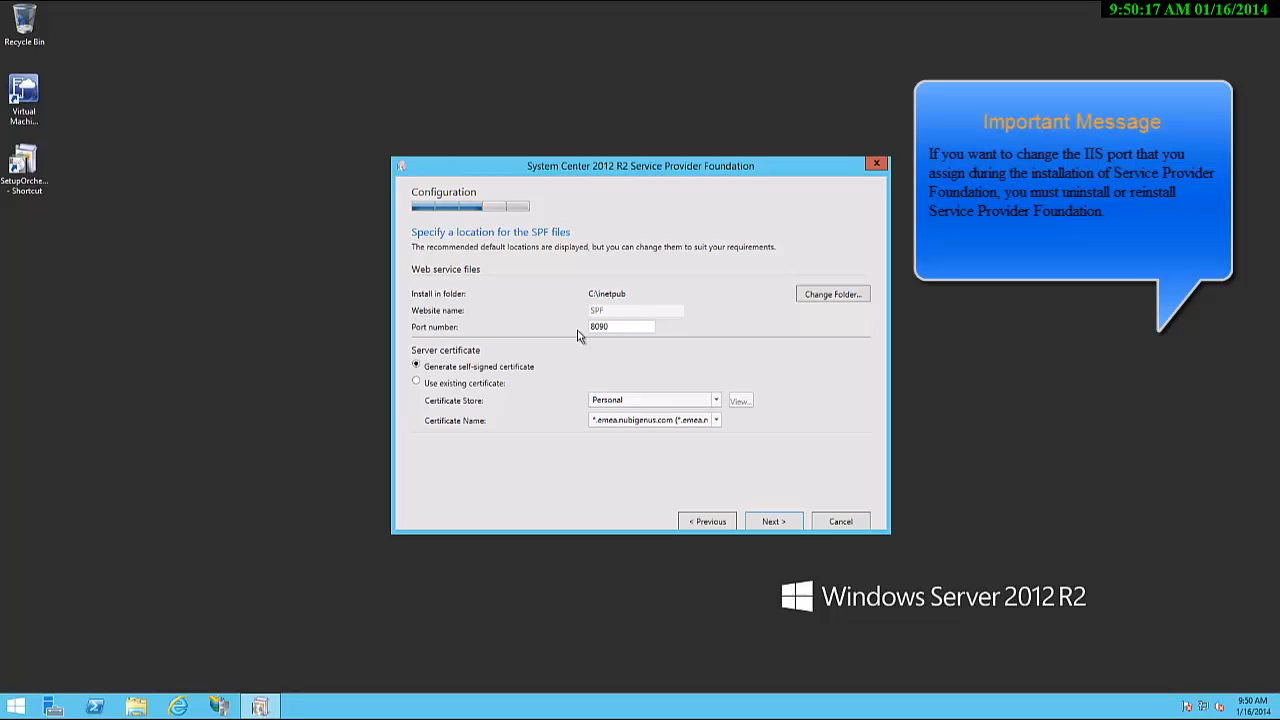 9:50:17 AM 01/16/2014
Recycle Bin
Virtual
Machi...
SetupOrche...
- Shortcut
Important Message
If you want to change the IIS port that you
assign during the installation of Service Provider
Foundation, you must uninstall or reinstall
Service Provider Foundation.
System Center 2012 R2 Service Provider Foundation
x
Configuration
Specify a location for the SPF files
The recommended default locations are displayed, but you can change them to suit your requirements.
Web service files
Install in folder: C:\inetpub Change Folder...
Website name: SPF
Port number: 8090
Server certificate
Generate self-signed certificate
Use existing certificate:
Certificate Store: Personal View...
Certificate Name: *.emea.nubigenus.com (*.emea.n
< Previous Next > Cancel
Windows Server 2012 R2
9:50 AM
1/16/2014